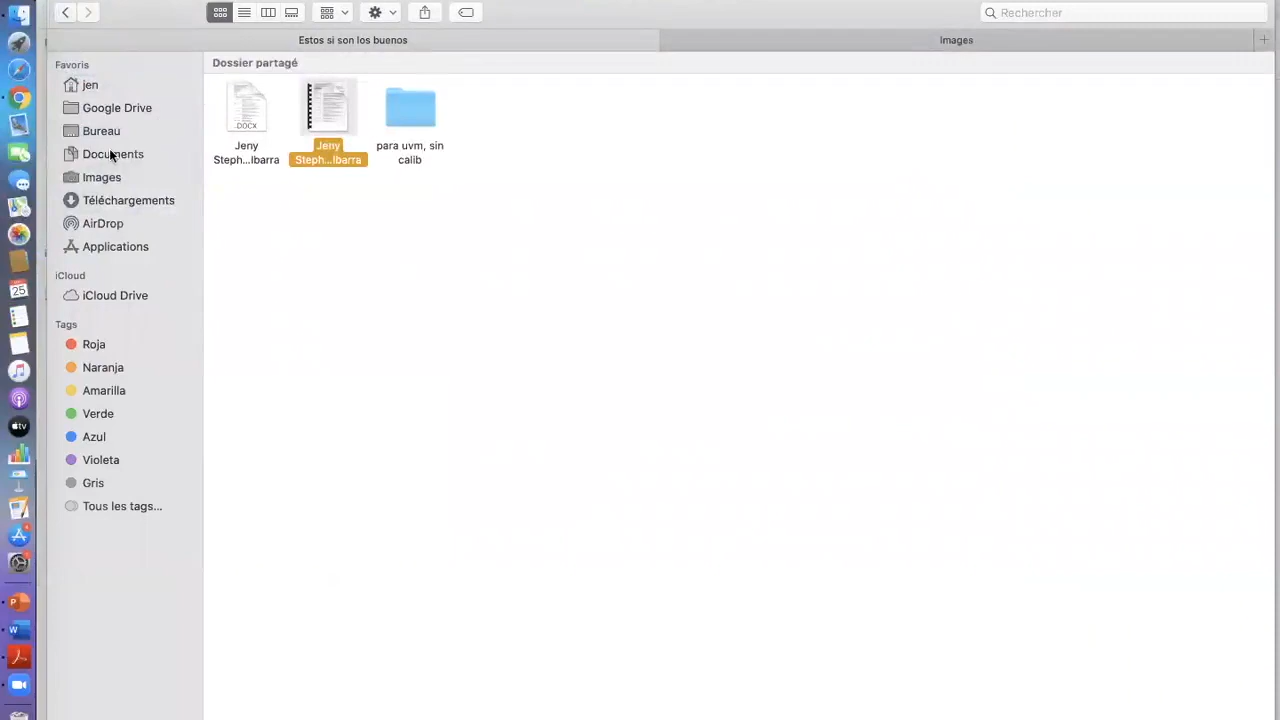 Rechercher
Estos si son los buenos
Images
Favoris
jen
Google Drive
Bureau
Documents
Images
Téléchargements
AirDrop
Applications
iCloud
iCloud Drive
Tags
Roja
Naranja
Amarilla
Verde
Azul
Violeta
Gris
Tous les tags...
Dossier partagé
DOCX
Jeny
Steph...Ibarra
Jeny
Steph...Ibarra
para uvm, sin
calib
25
tv